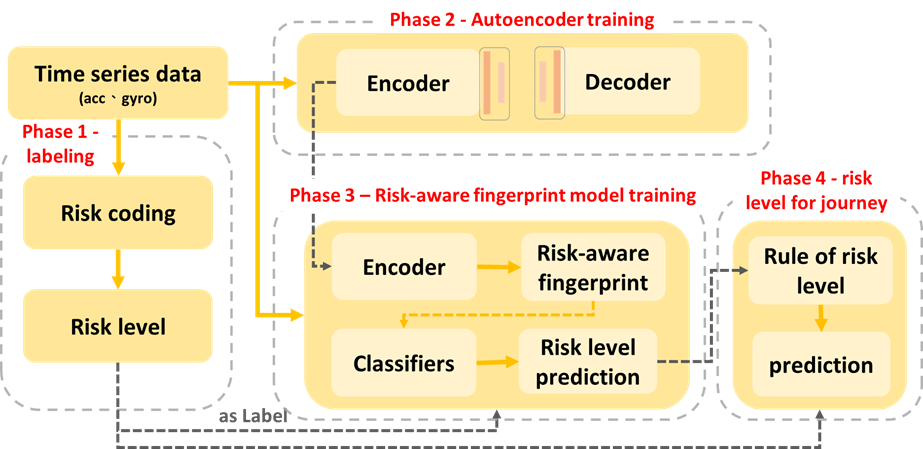 Phase 2 - Autoencoder training
Time series data
(acc、gyro)
Encoder
Decoder
Phase 1 -
labeling
Risk coding
Risk level
Phase 3 – Risk-aware fingerprint model training
Encoder
Risk-aware
fingerprint
Classifiers
Risk level
prediction
Phase 4 - risk
level for journey
Rule of risk
level
prediction
as Label